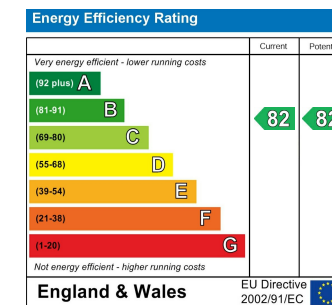 Energy Efficiency Rating
Current Poten
Very energy efficient - lower running costs
(92 plus) A
(81-91) B
82 82
(69-80) C
(55-68) D
(39-54) E
(21-38) F
(1-20) G
Not energy efficient - higher running costs
England & Wales
EU Directive
2002/91/EC